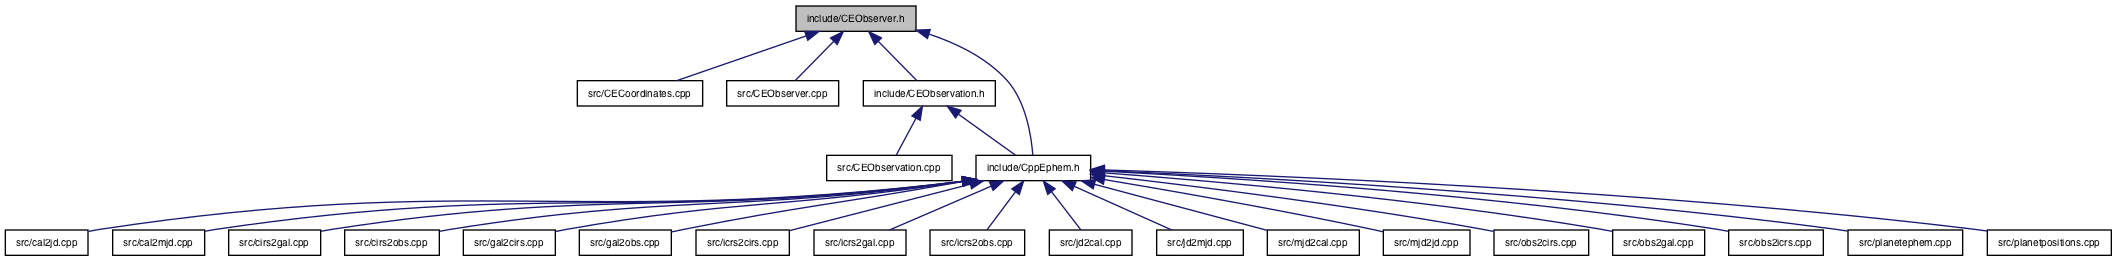 include/CEObserver.h
src/CECoordinates.cpp
src/CEObserver.cpp
include/CEObservation.h
src/CEObservation.cpp
include/CppEphem.h
src/cal2jd.cpp
src/cal2mjd.cpp
src/cirs2gal.cpp
src/cirs2obs.cpp
src/gal2cirs.cpp
src/gal2obs.cpp
src/icrs2cirs.cpp
src/icrs2gal.cpp
src/icrs2obs.cpp
src/jd2cal.cpp
src/jd2mjd.cpp
src/mjd2cal.cpp
src/mjd2jd.cpp
src/obs2cirs.cpp
src/obs2gal.cpp
src/obs2icrs.cpp
src/planetephem.cpp
src/planetpositions.cpp